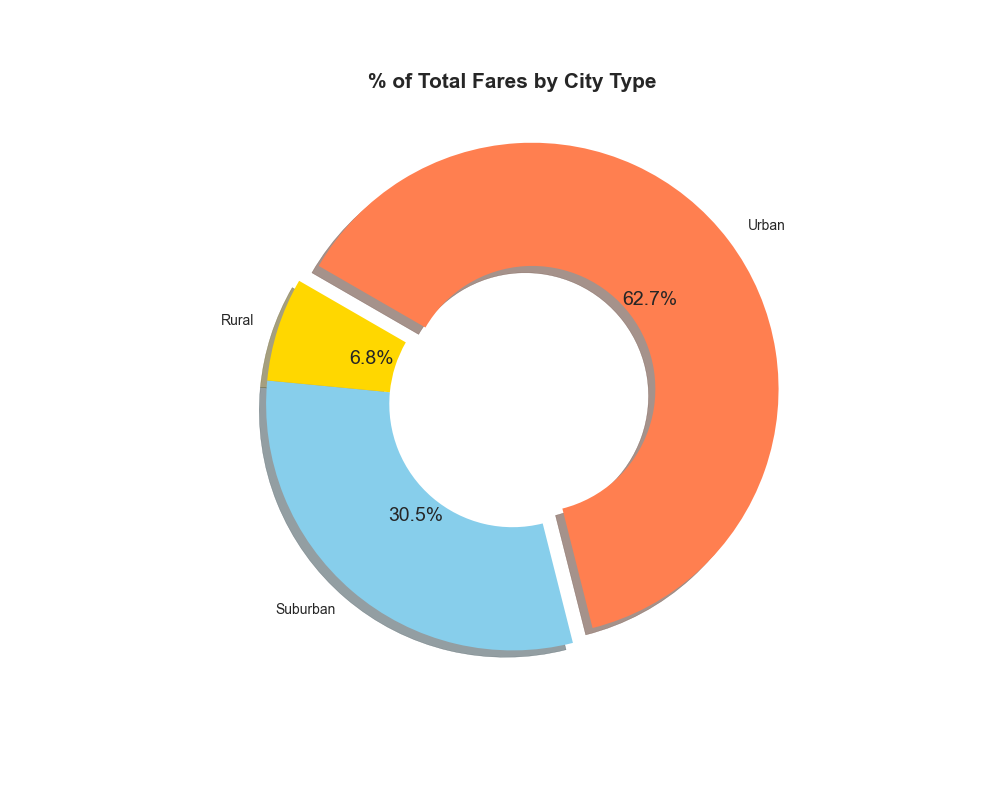 % of Total Fares by City Type
Urban
62.7%
Rural
6.8%
30.5%
Suburban